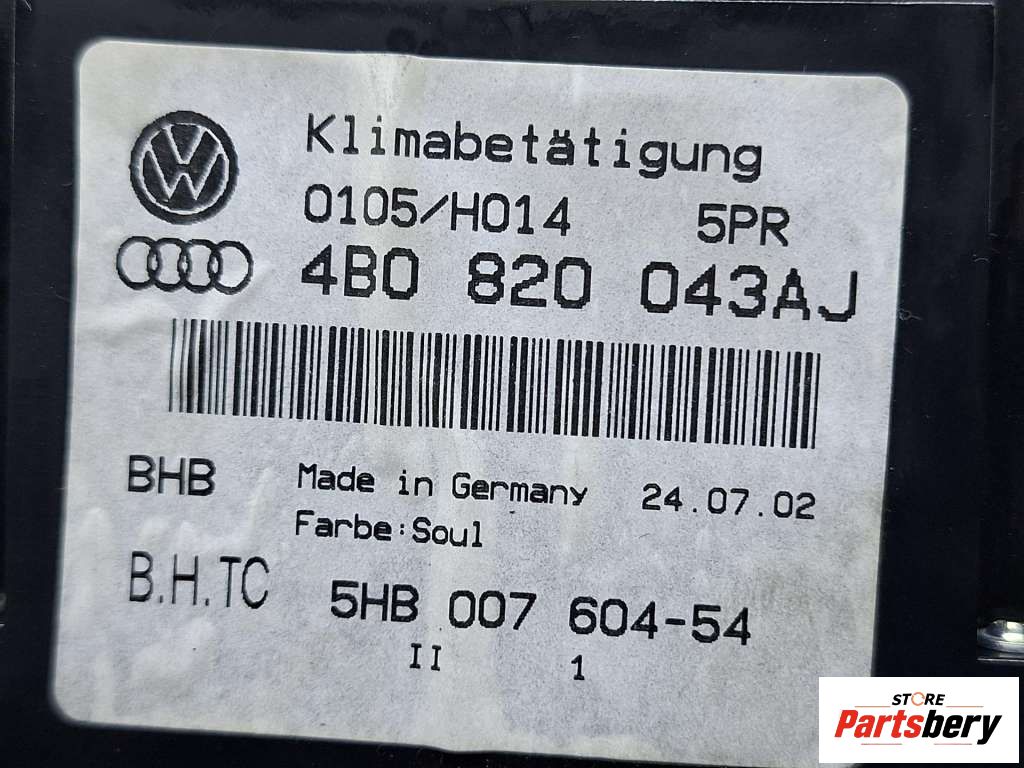 Klimabetätigung
0105/H014 5PR
4B0 820 043AJ
BHB Made in Germany 24.07.02
Farbe:Soul
B.H.TC 5HB 007 604-54
II 1
STORE
Partsbery